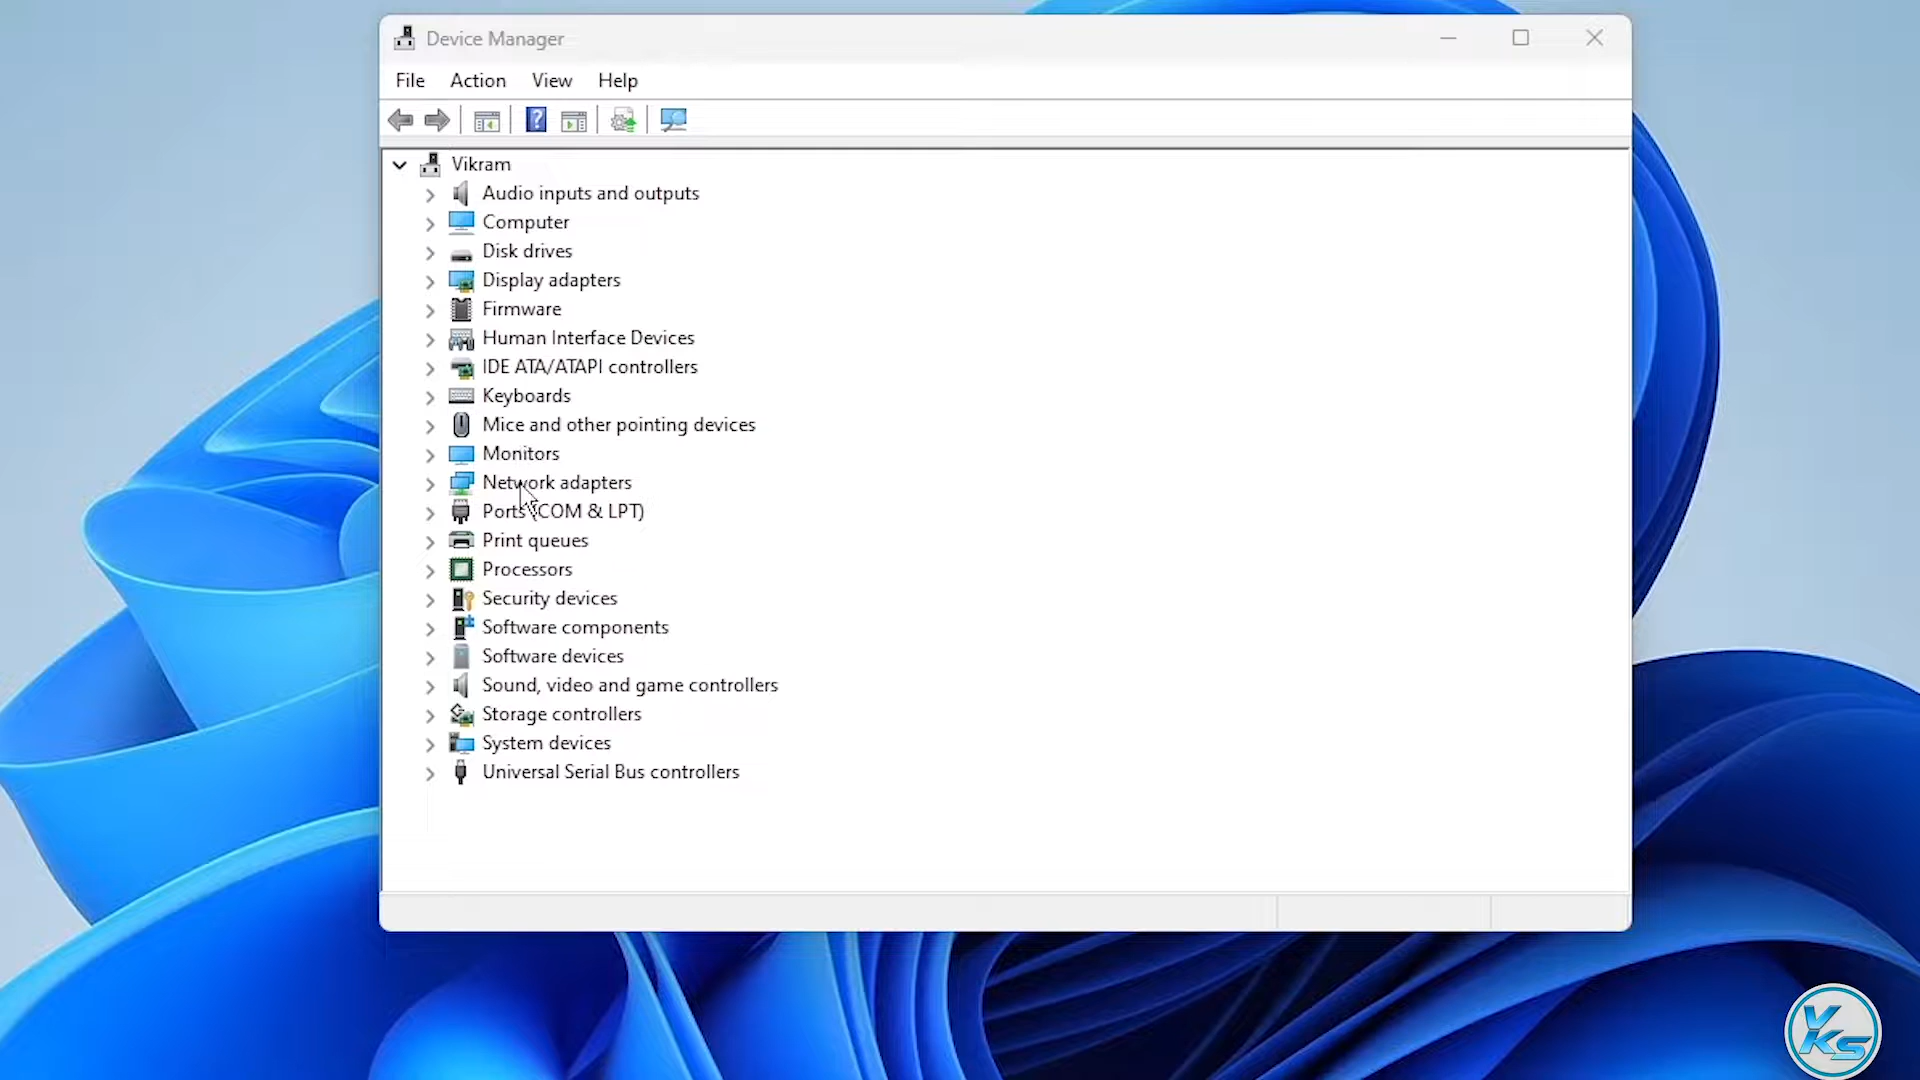 Device Manager
File Action View Help
Vikram
Audio inputs and outputs
Computer
Disk drives
Display adapters
Firmware
Human Interface Devices
IDE ATA/ATAPI controllers
Keyboards
Mice and other pointing devices
Monitors
Network adapters
Ports (COM & LPT)
Print queues
Processors
Security devices
Software components
Software devices
Sound, video and game controllers
Storage controllers
System devices
Universal Serial Bus controllers
VKS